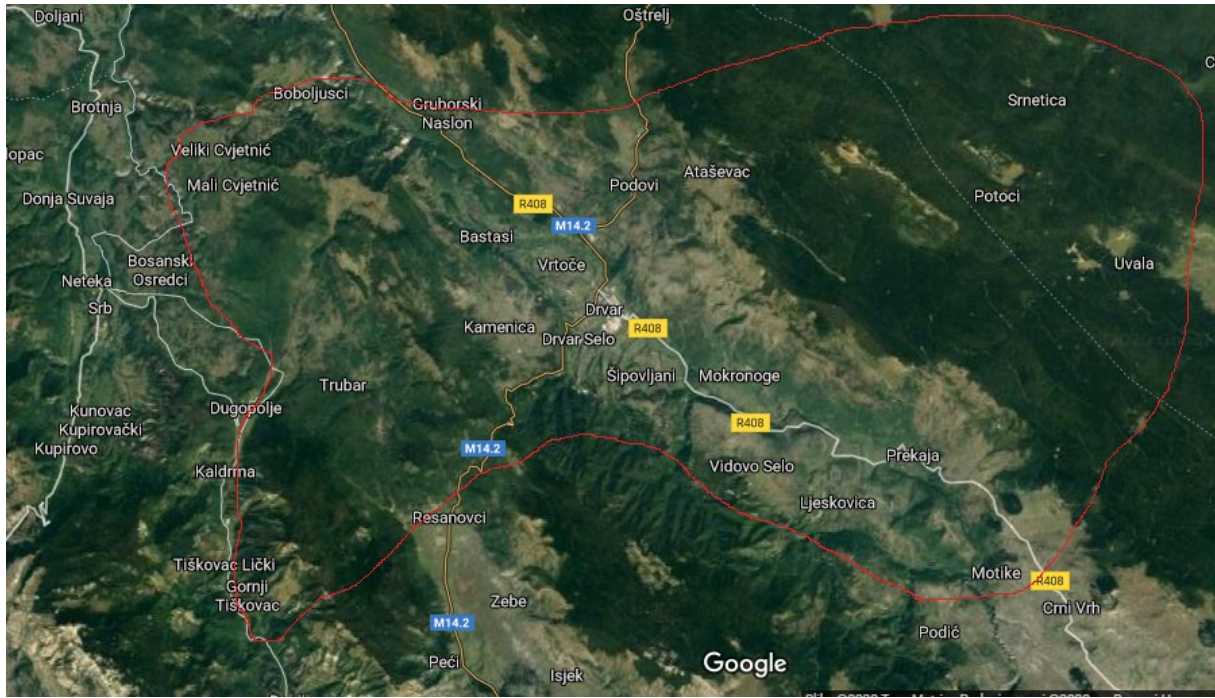 Doljani
Oštrelj
Brotnja
Boboljusci
Gruborski
Naslon
Srnetica
Veliki Cvjetnić
Mali Cvjetnić
Ataševac
Podovi
Potoci
Donja Suvaja
R408
M14.2
Bastasi
Vrtoče
Uvala
Bosanski
Osredci
Neteka
Srb
Drvar
Kamenica
R408
Drvar Selo
Šipovljani
Mokronoge
Trubar
Dugopolje
Kunovac
Kupirovački
Kupirovo
R408
M14.2
Prekaja
Kaldrma
Vidovo Selo
Ljeskovica
Resanovci
Tiškovac Lički
Gornji
Tiškovac
Motike
R408
Zebe
Crni Vrh
M14.2
Podić
Peći
Google
Isjek